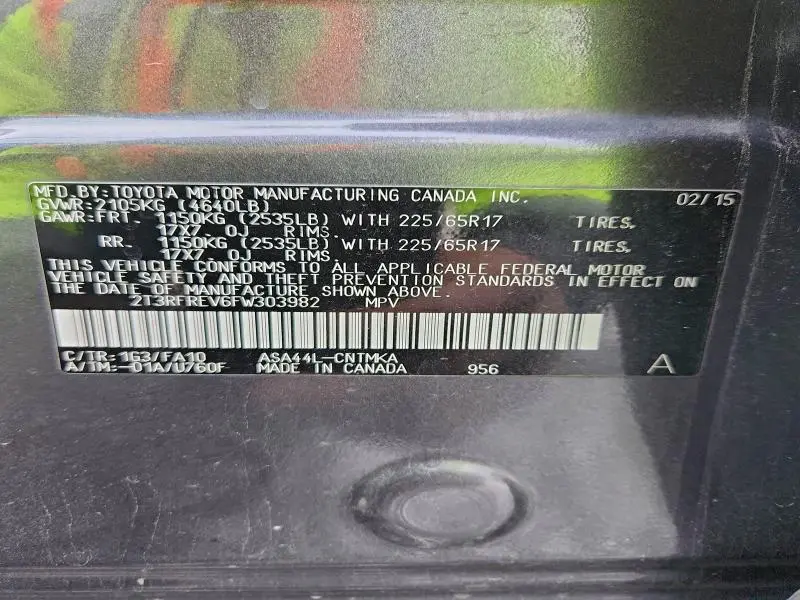 MFD.BY:TOYOTA MOTOR MANUFACTURING CANADA INC. 02/15
GVWR:2105KG (4640LB)
GAWR:FRT. 1150KG (2535LB) WITH 225/65R17 TIRES.
17X7.0J RIMS
RR. 1150KG (2535LB) WITH 225/65R17 TIRES.
17X7.0J RIMS
THIS VEHICLE CONFORMS TO ALL APPLICABLE FEDERAL MOTOR
VEHICLE SAFETY AND THEFT PREVENTION STANDARDS IN EFFECT ON
THE DATE OF MANUFACTURE SHOWN ABOVE.
2T3RFREV6FW303982 MPV
C/TR:1G3/FA10 ASA44L-CNTMKA
A/TM:-01A/U760F MADE IN CANADA 956 A